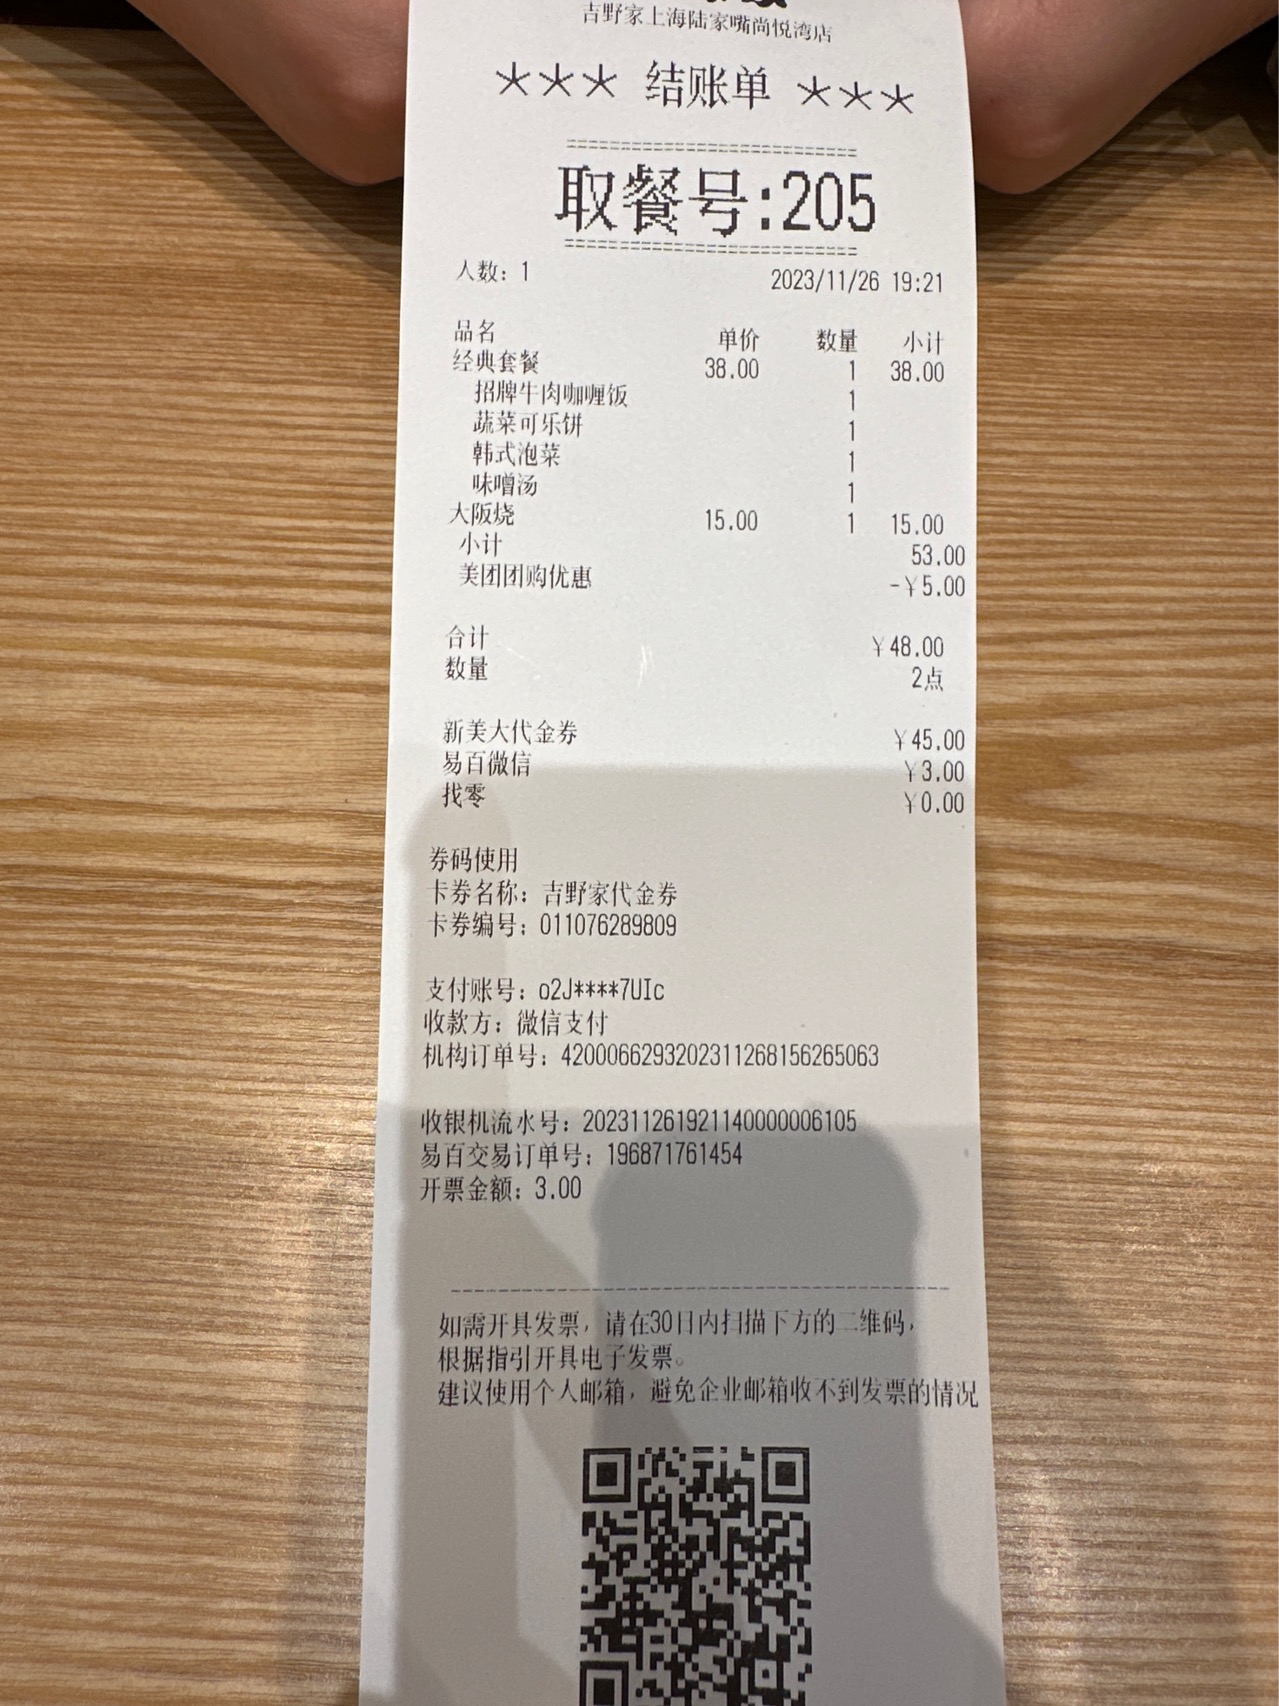 吉野家上海陆家嘴尚悦湾店
*** 结账单 ***
取餐号:205
人数: 1 2023/11/26 19:21
品名 单价 数量 小计
经典套餐 38.00 1 38.00
招牌牛肉咖喱饭 1
蔬菜可乐饼 1
韩式泡菜 1
味噌汤 1
大阪烧 15.00 1 15.00
小计 53.00
美团团购优惠 -¥5.00
合计 ¥48.00
数量 2点
新美大代金券 ¥45.00
易百微信 ¥3.00
找零 ¥0.00
券码使用
卡券名称: 吉野家代金券
卡券编号: 011076289809
支付账号: o2J****7UIc
收款方: 微信支付
机构订单号: 4200066293202311268156265063
收银机流水号: 2023112619211400000006105
易百交易订单号: 196871761454
开票金额: 3.00
如需开具发票, 请在30日内扫描下方的二维码,
根据指引开具电子发票。
建议使用个人邮箱, 避免企业邮箱收不到发票的情况